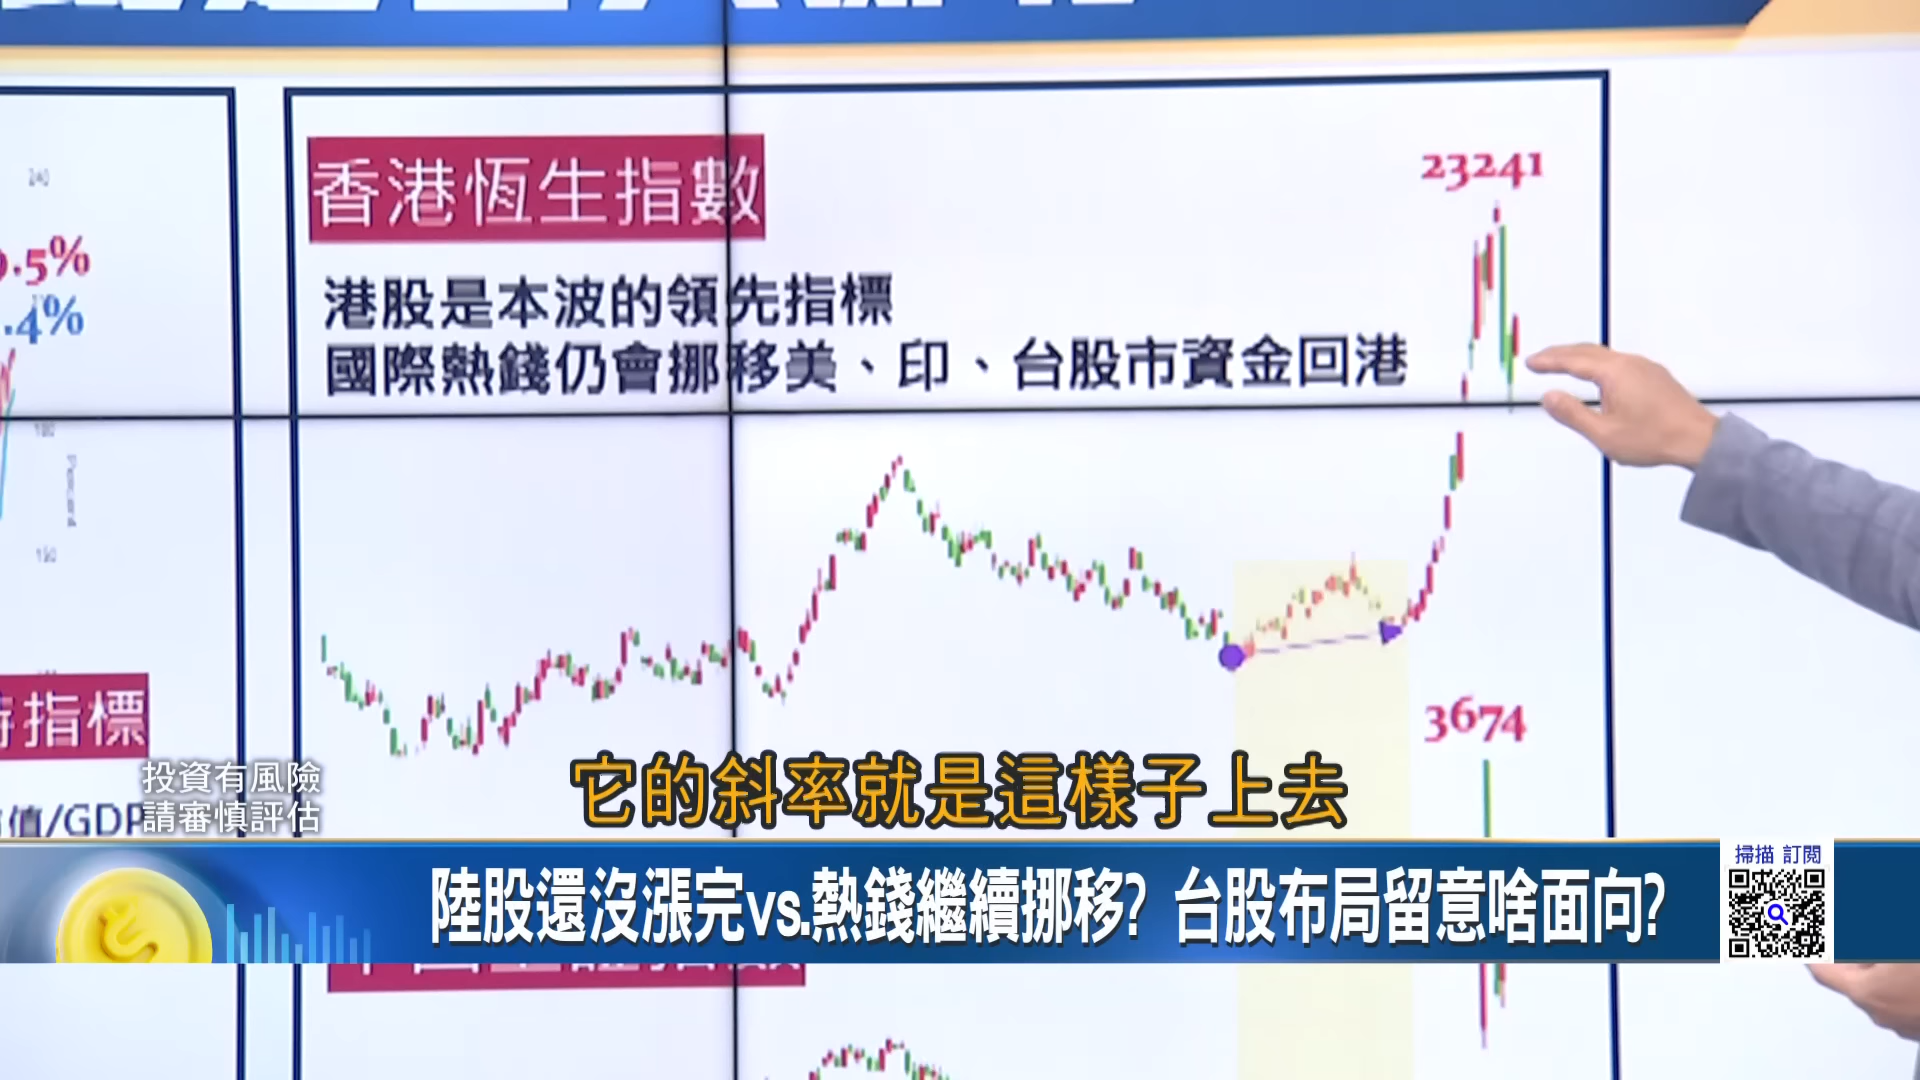 香港恆生指數
23241
港股是本波的領先指標
國際熱錢仍會挪移美、印、台股市資金回港
240
.5%
.4%
180
150
指標
值/GDP
3674
投資有風險
請審慎評估
它的斜率就是這樣子上去
陸股還沒漲完vs.熱錢繼續挪移? 台股布局留意啥面向?
掃描 訂閱